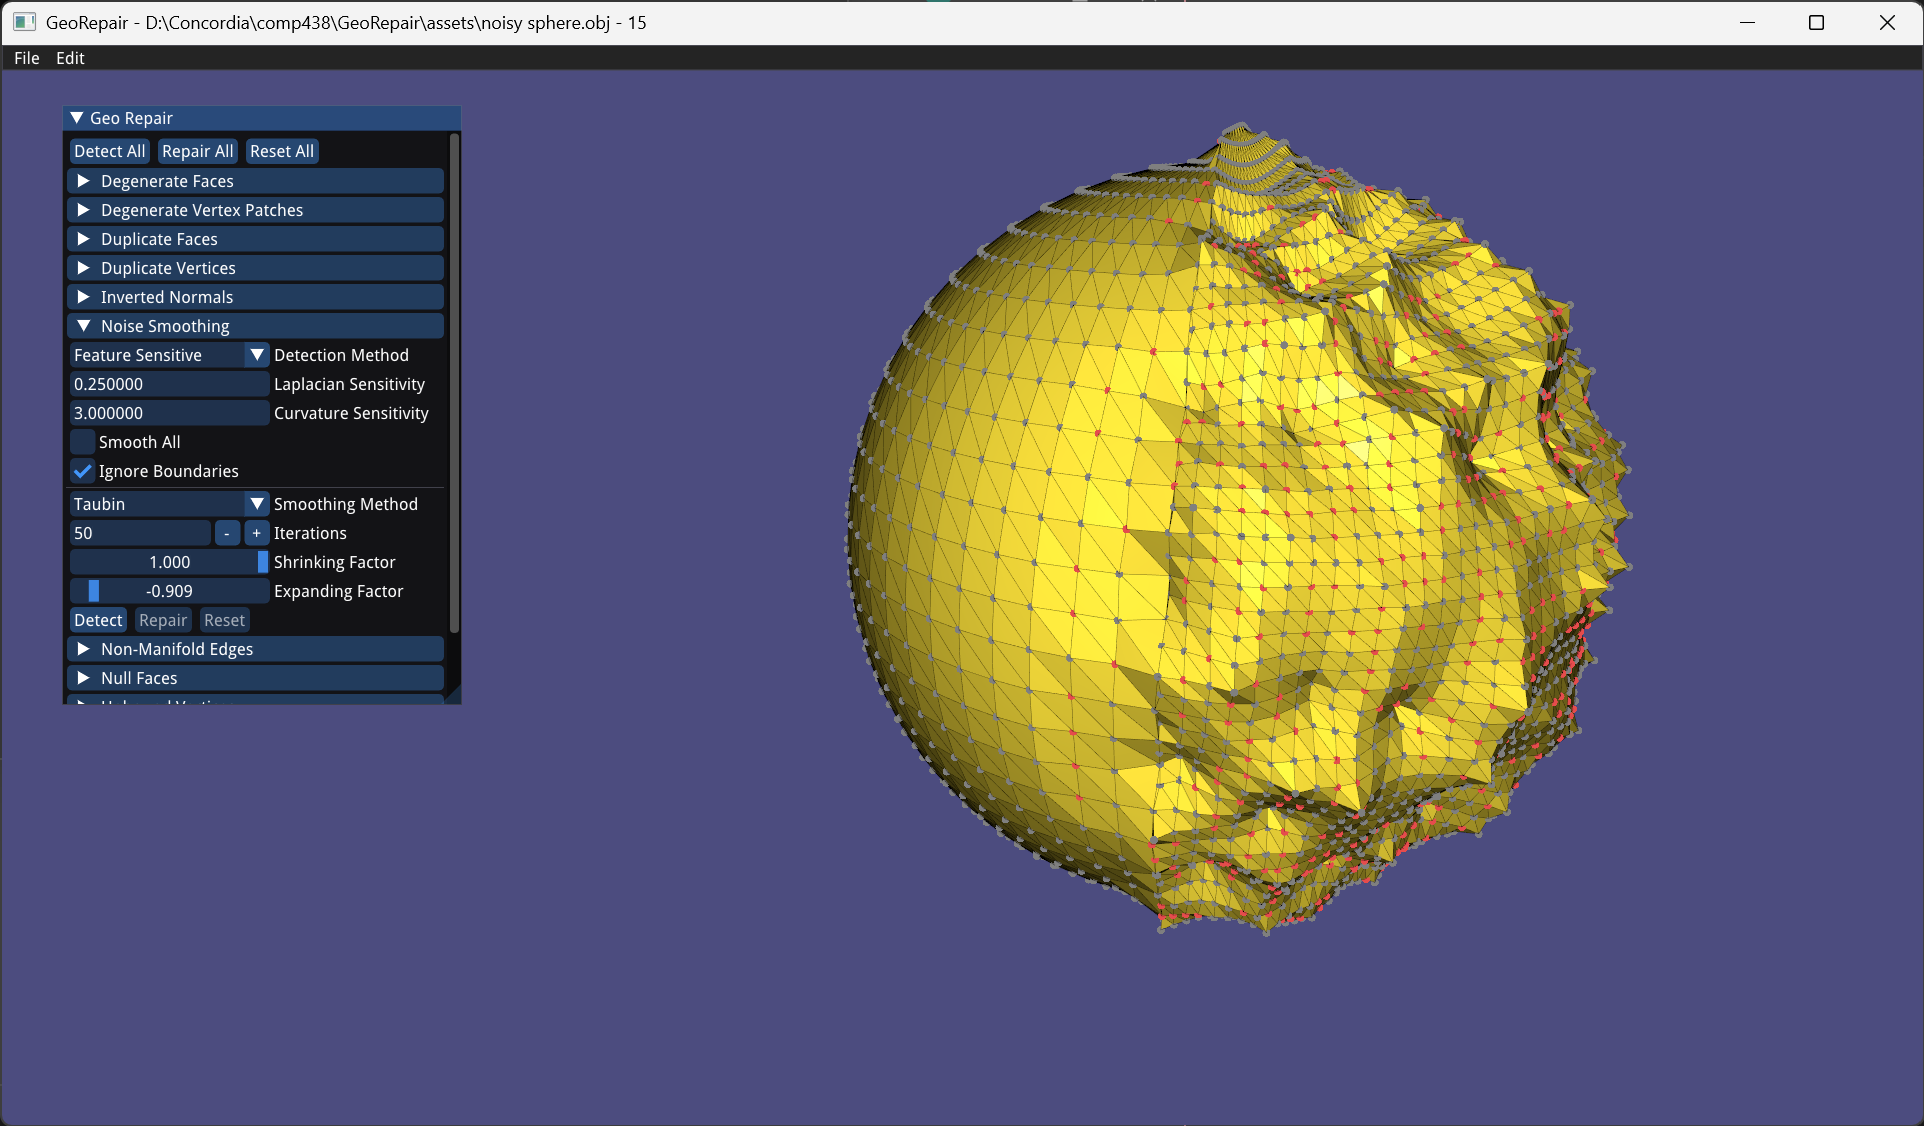 GeoRepair - D:\Concordia\comp438\GeoRepair\assets\noisy sphere.obj - 15
File Edit
Geo Repair
Detect All Repair All Reset All
Degenerate Faces
Degenerate Vertex Patches
Duplicate Faces
Duplicate Vertices
Inverted Normals
Noise Smoothing
Feature Sensitive Detection Method
0.250000 Laplacian Sensitivity
3.000000 Curvature Sensitivity
Smooth All
Ignore Boundaries
Taubin Smoothing Method
50 - + Iterations
1.000 Shrinking Factor
-0.909 Expanding Factor
Detect Repair Reset
Non-Manifold Edges
Null Faces